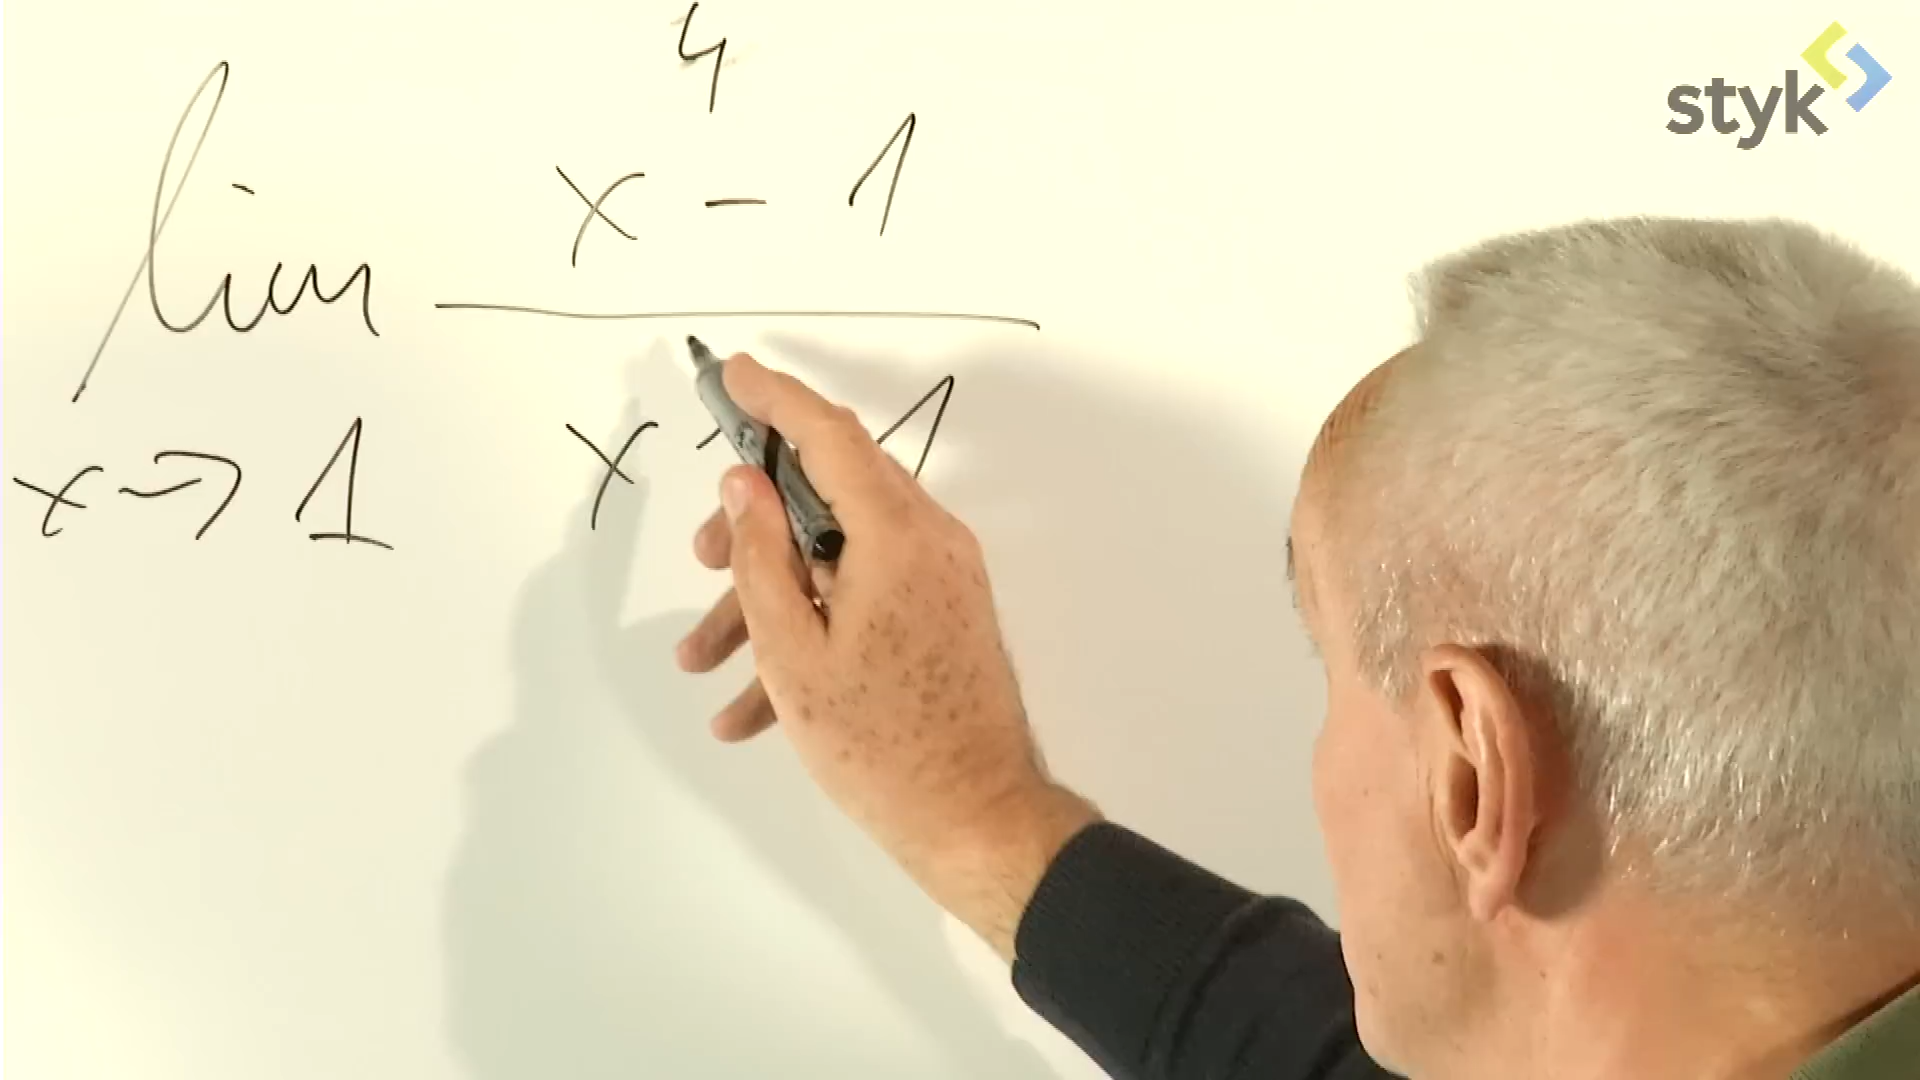 styk
4
x - 1
lim
x → 1
x - 1